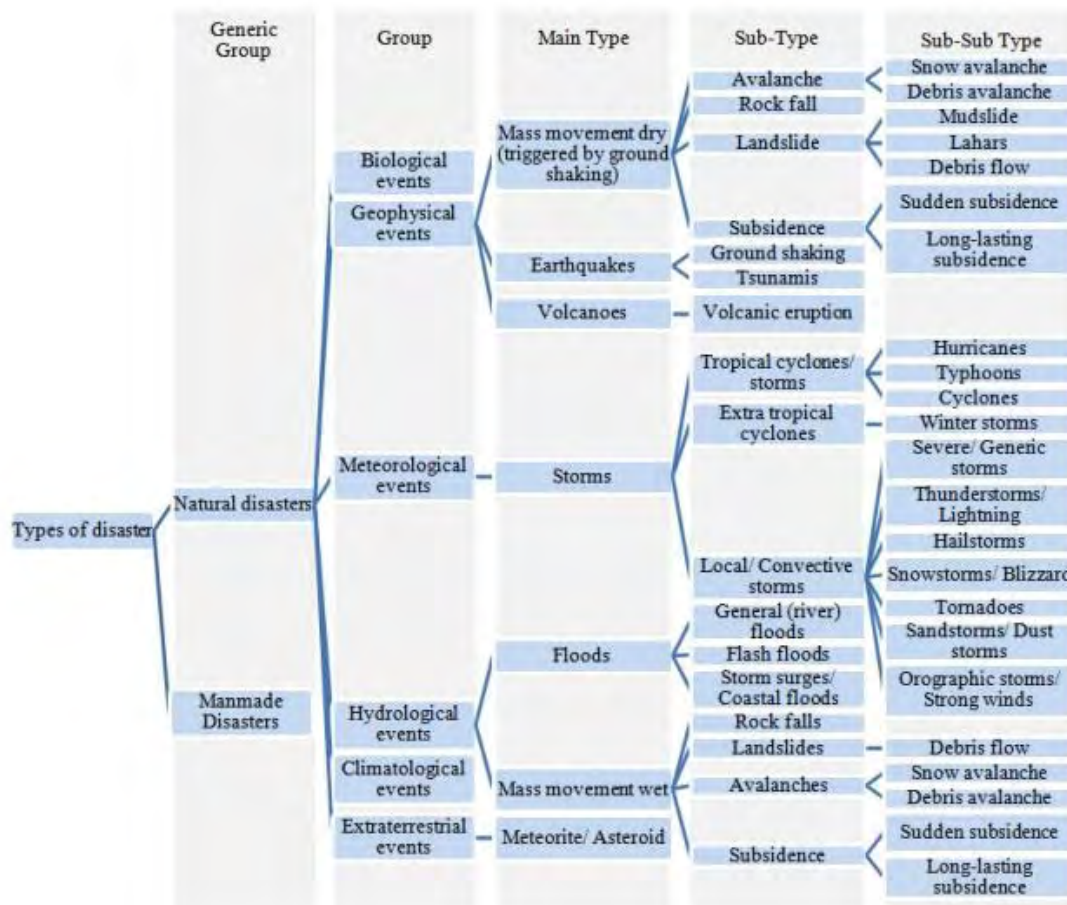 Generic
Group
Group
Main Type
Sub-Type
Sub-Sub Type
Types of disaster
Natural disasters
Manmade
Disasters
Biological
events
Geophysical
events
Meteorological
events
Hydrological
events
Climatological
events
Extraterrestrial
events
Mass movement dry
(triggered by ground
shaking)
Earthquakes
Volcanoes
Storms
Floods
Mass movement wet
Meteorite/ Asteroid
Avalanche
Rock fall
Landslide
Subsidence
Ground shaking
Tsunamis
Volcanic eruption
Tropical cyclones/
storms
Extra tropical
cyclones
Local/ Convective
storms
General (river)
floods
Flash floods
Storm surges/
Coastal floods
Rock falls
Landslides
Avalanches
Subsidence
Snow avalanche
Debris avalanche
Mudslide
Lahars
Debris flow
Sudden subsidence
Long-lasting
subsidence
Hurricanes
Typhoons
Cyclones
Winter storms
Severe/ Generic
storms
Thunderstorms/
Lightning
Hailstorms
Snowstorms/ Blizzard
Tornadoes
Sandstorms/ Dust
storms
Orographic storms/
Strong winds
Debris flow
Snow avalanche
Debris avalanche
Sudden subsidence
Long-lasting
subsidence